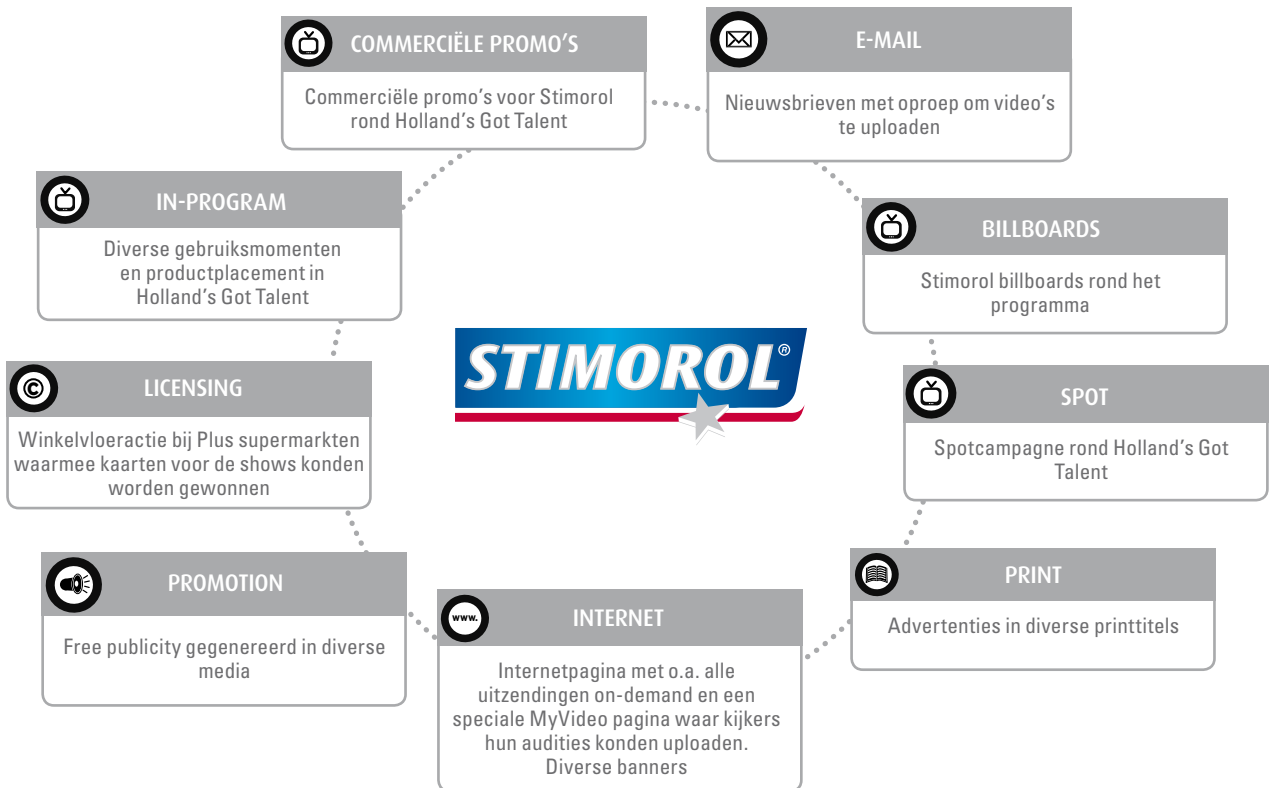 COMMERCIËLE PROMO'S
Commerciële promo's voor Stimorol
rond Holland's Got Talent
E-MAIL
Nieuwsbrieven met oproep om video's
te uploaden
IN-PROGRAM
Diverse gebruiksmomenten
en productplacement in
Holland's Got Talent
BILLBOARDS
Stimorol billboards rond het
programma
STIMOROL®
©
LICENSING
Winkelvloeractie bij Plus supermarkten
waarmee kaarten voor de shows konden
worden gewonnen
SPOT
Spotcampagne rond Holland's Got
Talent
PROMOTION
Free publicity gegenereerd in diverse
media
www.
INTERNET
Internetpagina met o.a. alle
uitzendingen on-demand en een
speciale MyVideo pagina waar kijkers
hun audities konden uploaden.
Diverse banners
PRINT
Advertenties in diverse printtitels